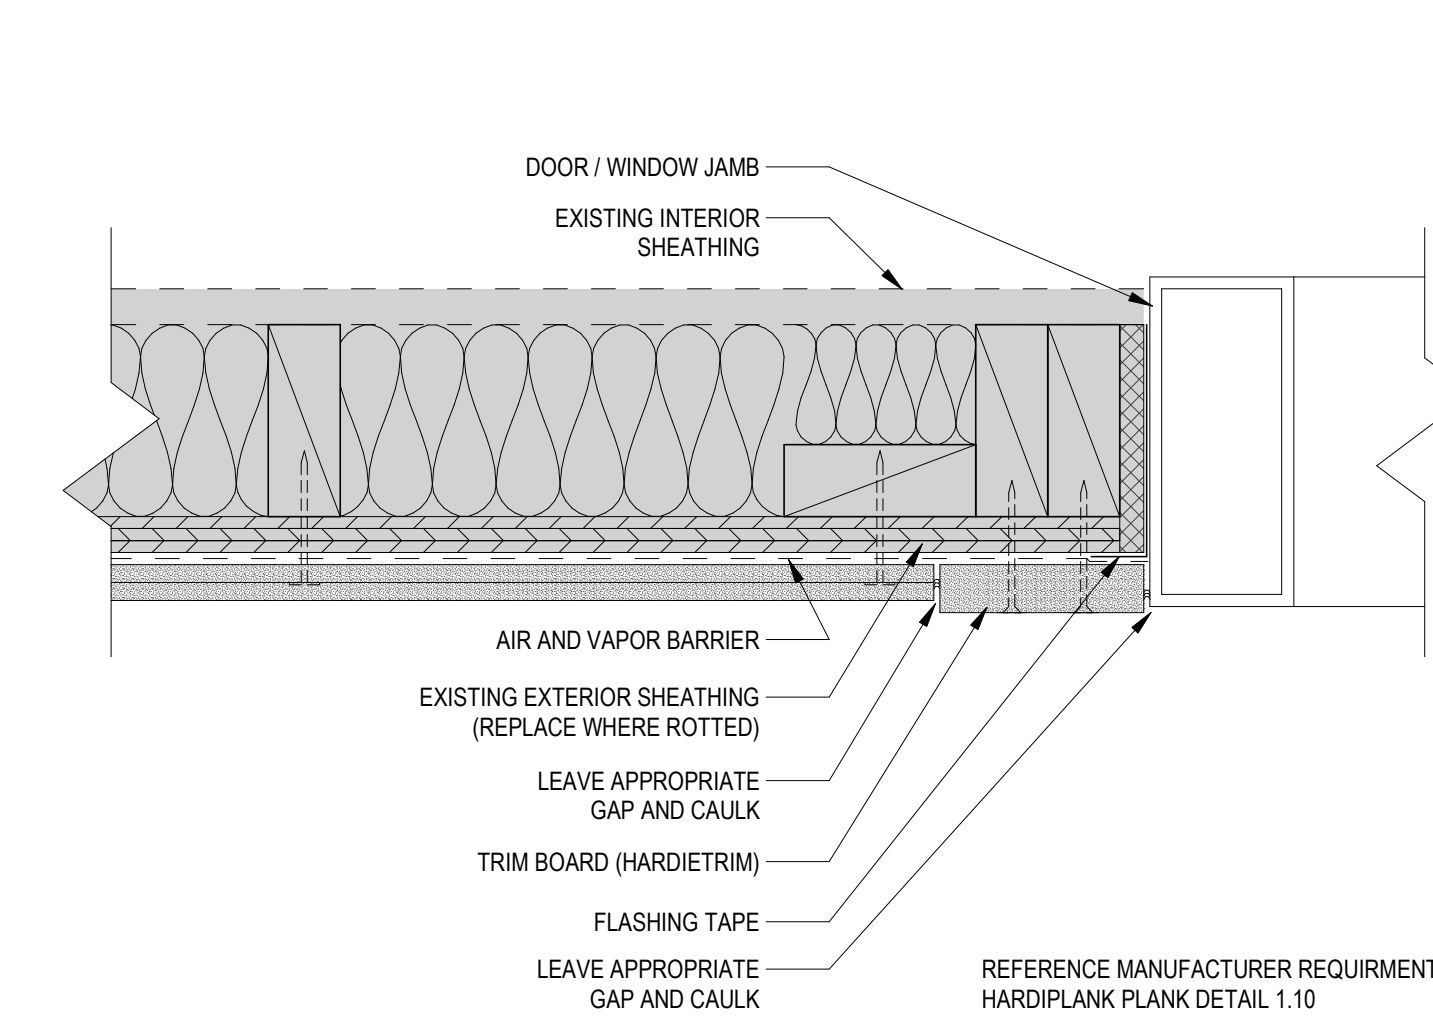 DOOR / WINDOW JAMB
EXISTING INTERIOR
SHEATHING
AIR AND VAPOR BARRIER
EXISTING EXTERIOR SHEATHING
(REPLACE WHERE ROTTED)
LEAVE APPROPRIATE
GAP AND CAULK
TRIM BOARD (HARDIETRIM)
FLASHING TAPE
LEAVE APPROPRIATE
GAP AND CAULK
REFERENCE MANUFACTURER REQUIRMENT
HARDIPLANK PLANK DETAIL 1.10